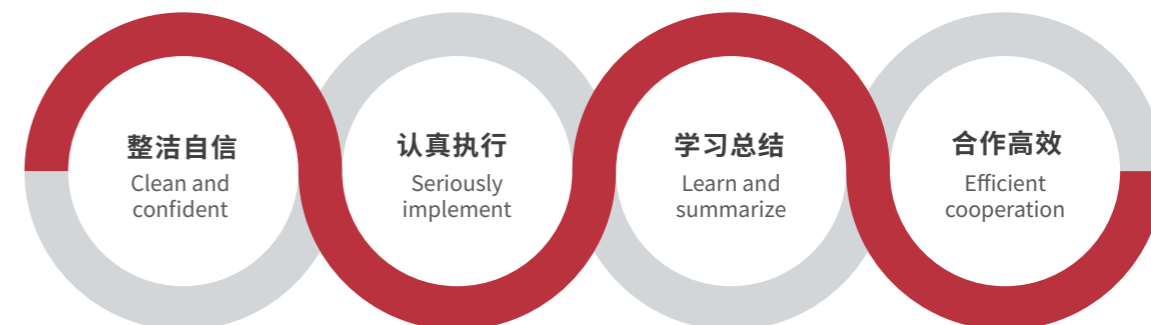 整洁自信
Clean and
confident
认真执行
Seriously
implement
学习总结
Learn and
summarize
合作高效
Efficient
cooperation